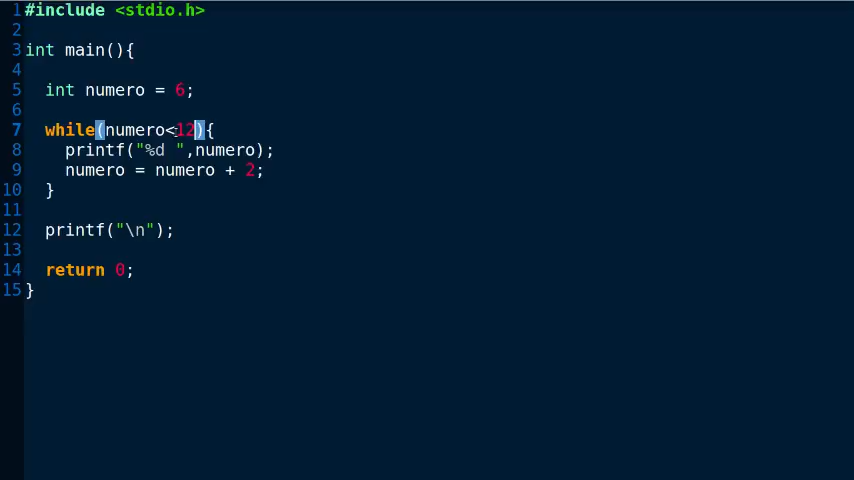 1 #include <stdio.h>
2
3 int main(){
4
5   int numero = 6;
6
7   while(numero<12){
8     printf("%d ",numero);
9     numero = numero + 2;
10   }
11
12   printf("\n");
13
14   return 0;
15 }